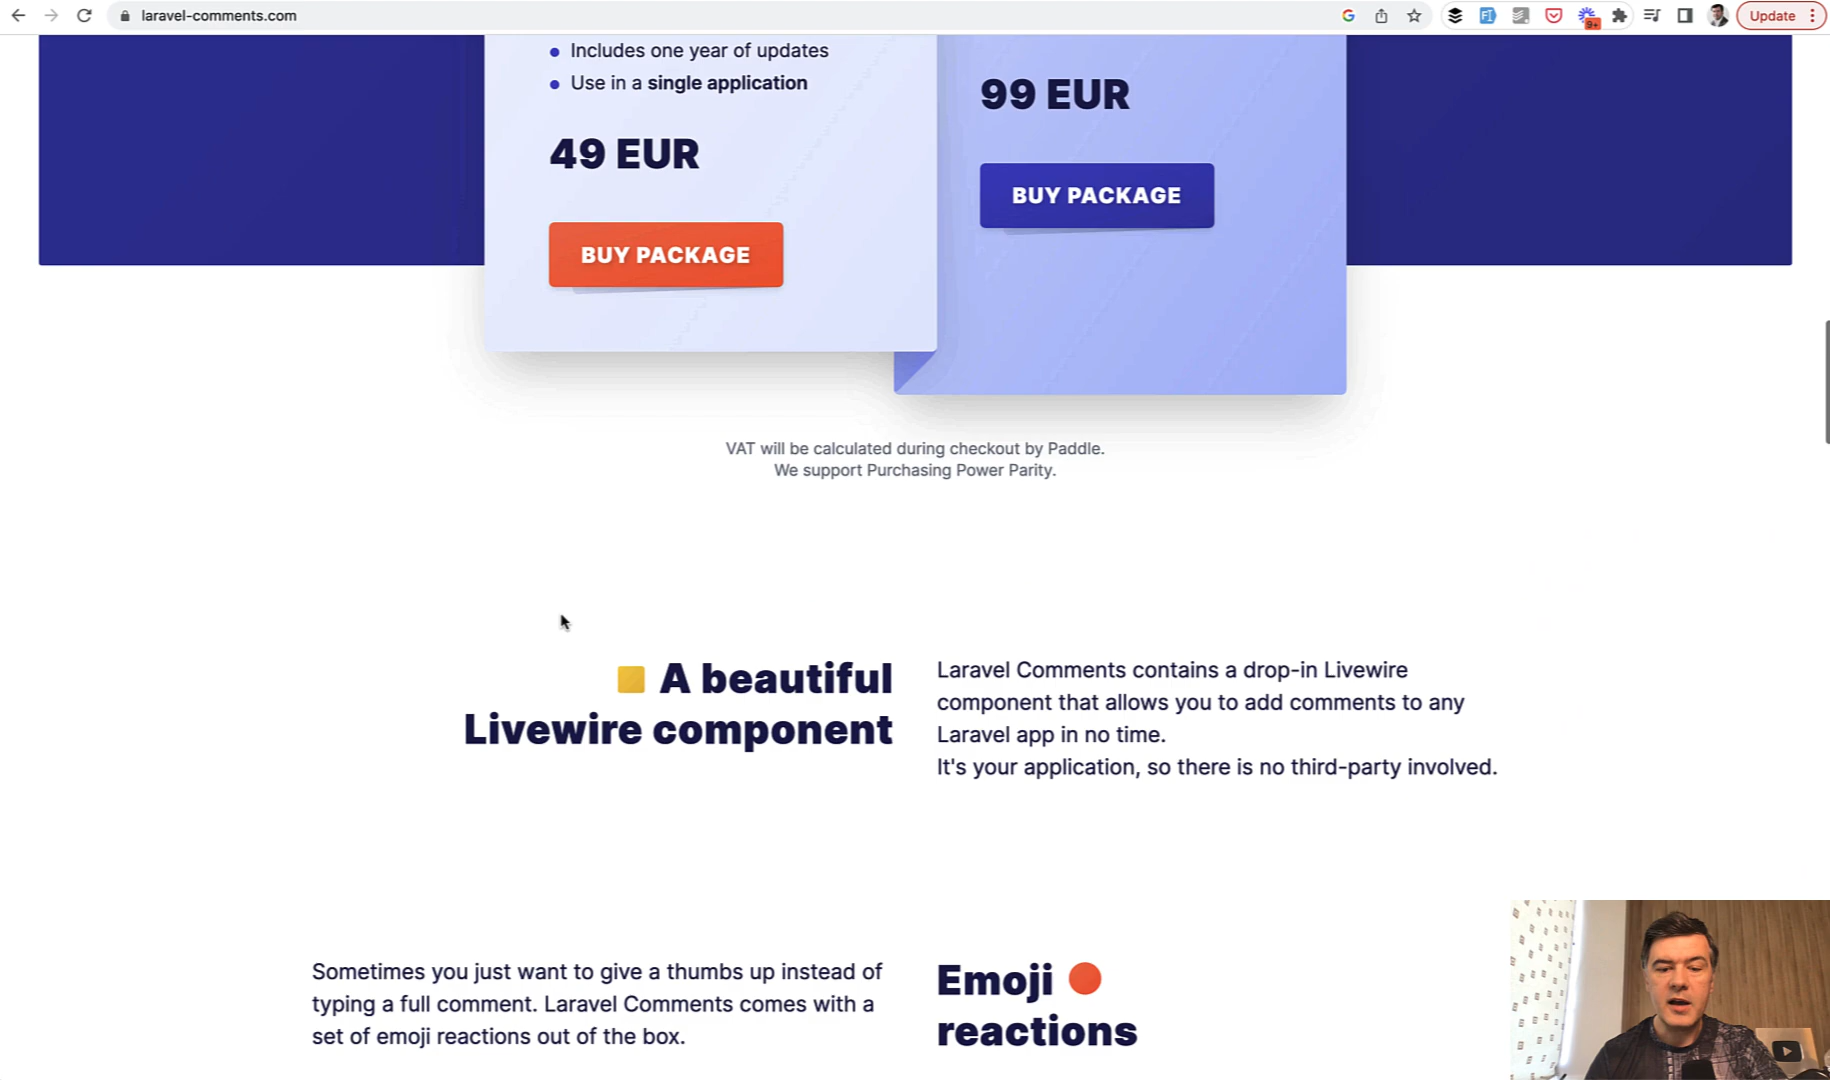 laravel-comments.com
9+
Update
Includes one year of updates
Use in a single application
49 EUR
BUY PACKAGE
99 EUR
BUY PACKAGE
VAT will be calculated during checkout by Paddle.
We support Purchasing Power Parity.
A beautiful
Livewire component
Laravel Comments contains a drop-in Livewire
component that allows you to add comments to any
Laravel app in no time.
It's your application, so there is no third-party involved.
Sometimes you just want to give a thumbs up instead of
typing a full comment. Laravel Comments comes with a
set of emoji reactions out of the box.
Emoji
reactions